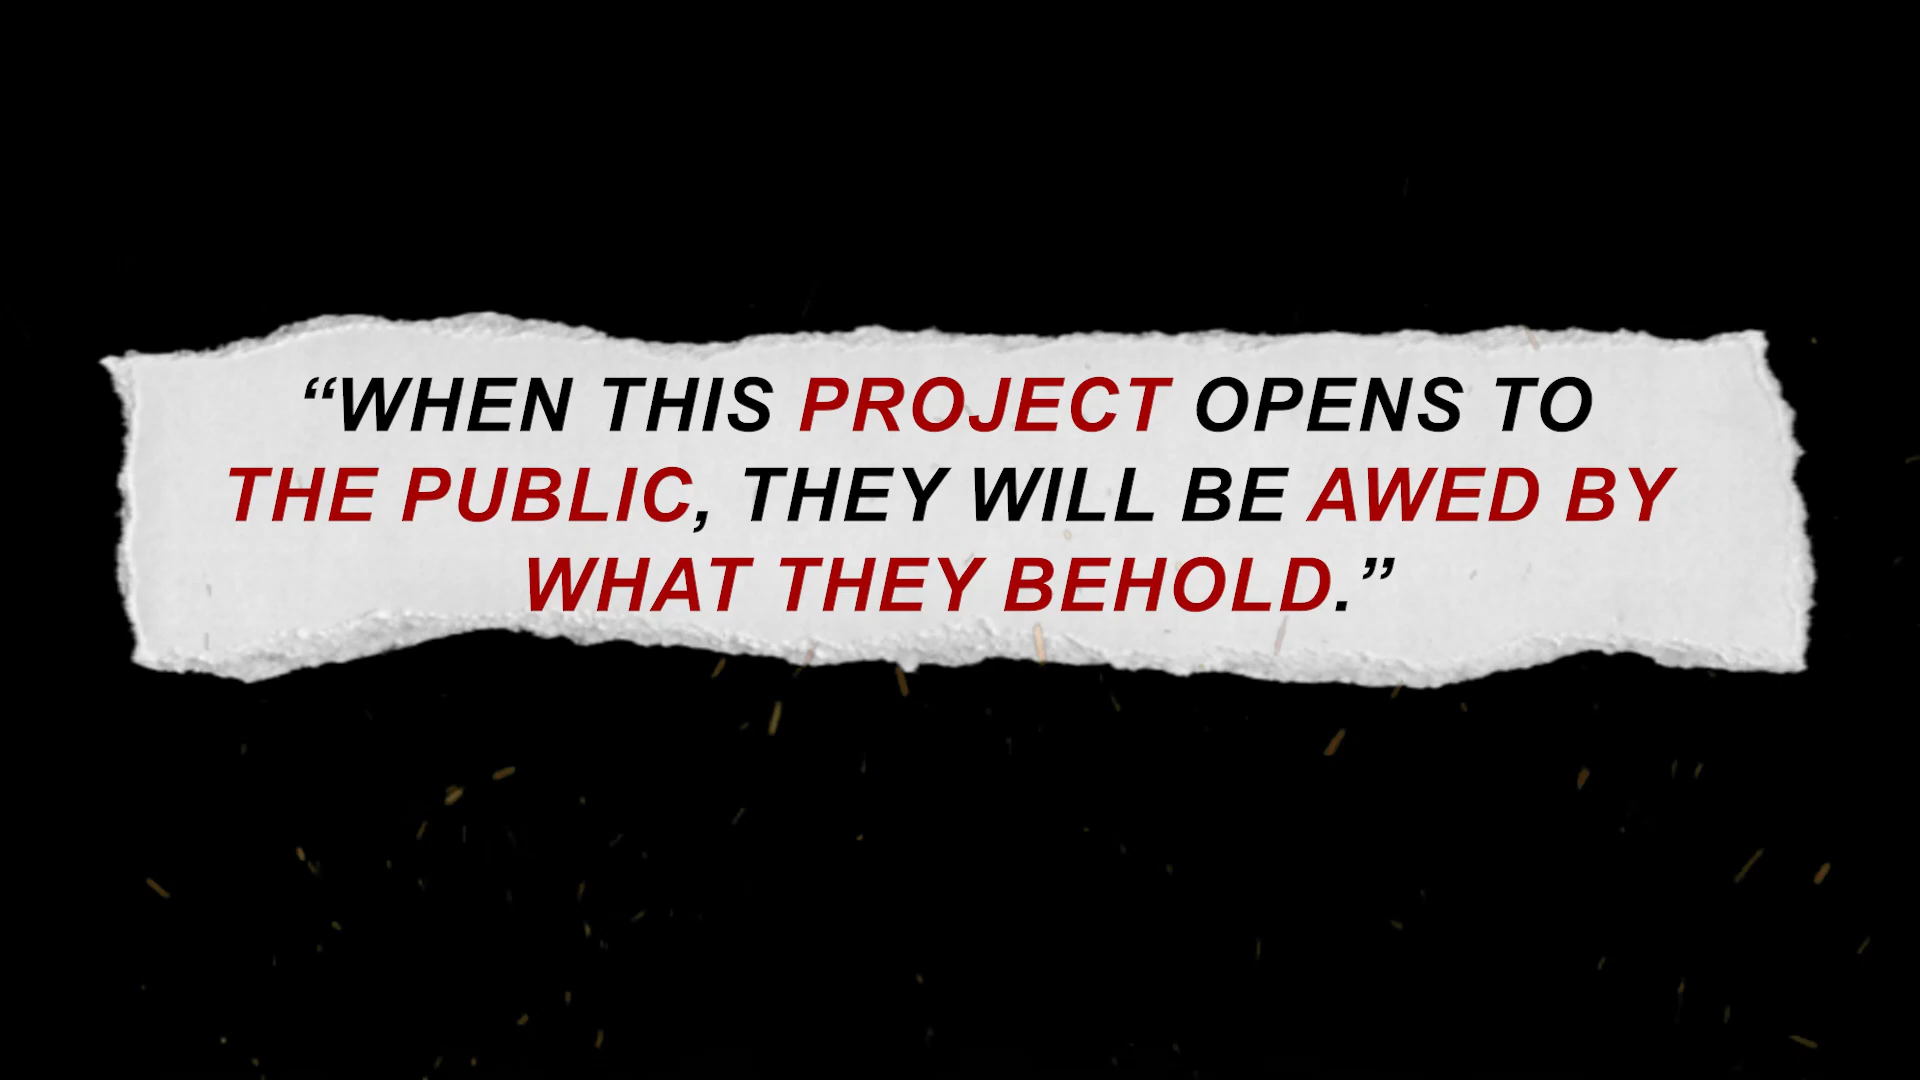 “WHEN THIS PROJECT OPENS TO
THE PUBLIC, THEY WILL BE AWED BY
WHAT THEY BEHOLD.”